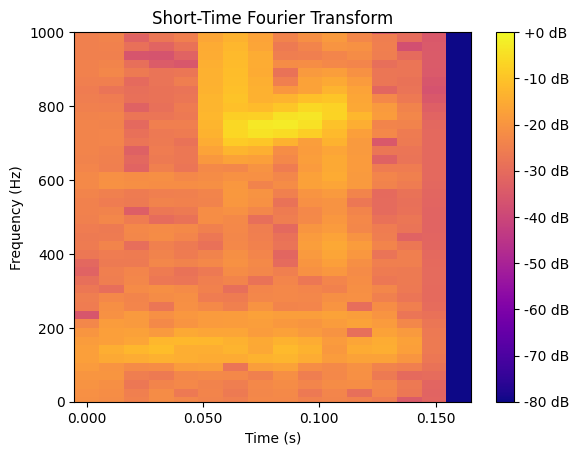 Short-Time Fourier Transform
1000
800
600
400
200
0
Frequency (Hz)
0.000
0.050
0.100
0.150
Time (s)
+0 dB
-10 dB
-20 dB
-30 dB
-40 dB
-50 dB
-60 dB
-70 dB
-80 dB